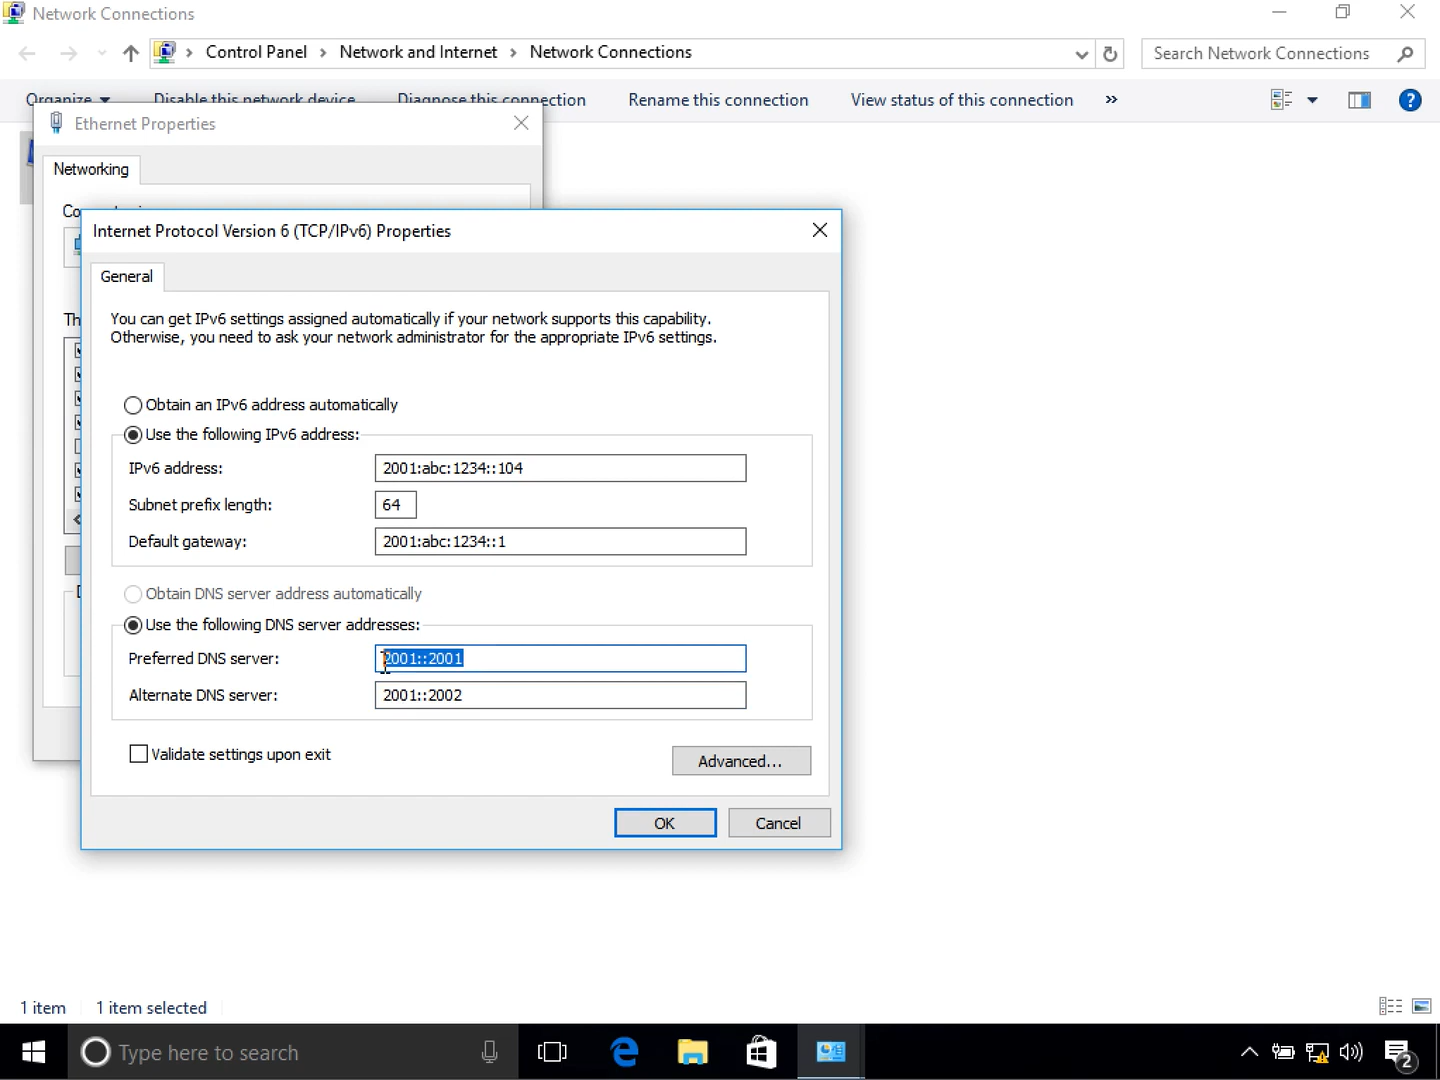 Network Connections
Control Panel > Network and Internet > Network Connections
Search Network Connections
Organize
Disable this network device
Diagnose this connection
Rename this connection
View status of this connection
»
Ethernet Properties
Networking
Internet Protocol Version 6 (TCP/IPv6) Properties
General
You can get IPv6 settings assigned automatically if your network supports this capability.
Otherwise, you need to ask your network administrator for the appropriate IPv6 settings.
Obtain an IPv6 address automatically
Use the following IPv6 address:
IPv6 address: 2001:abc:1234::104
Subnet prefix length: 64
Default gateway: 2001:abc:1234::1
Obtain DNS server address automatically
Use the following DNS server addresses:
Preferred DNS server: 2001::2001
Alternate DNS server: 2001::2002
Validate settings upon exit
Advanced...
OK
Cancel
1 item
1 item selected
Type here to search
2